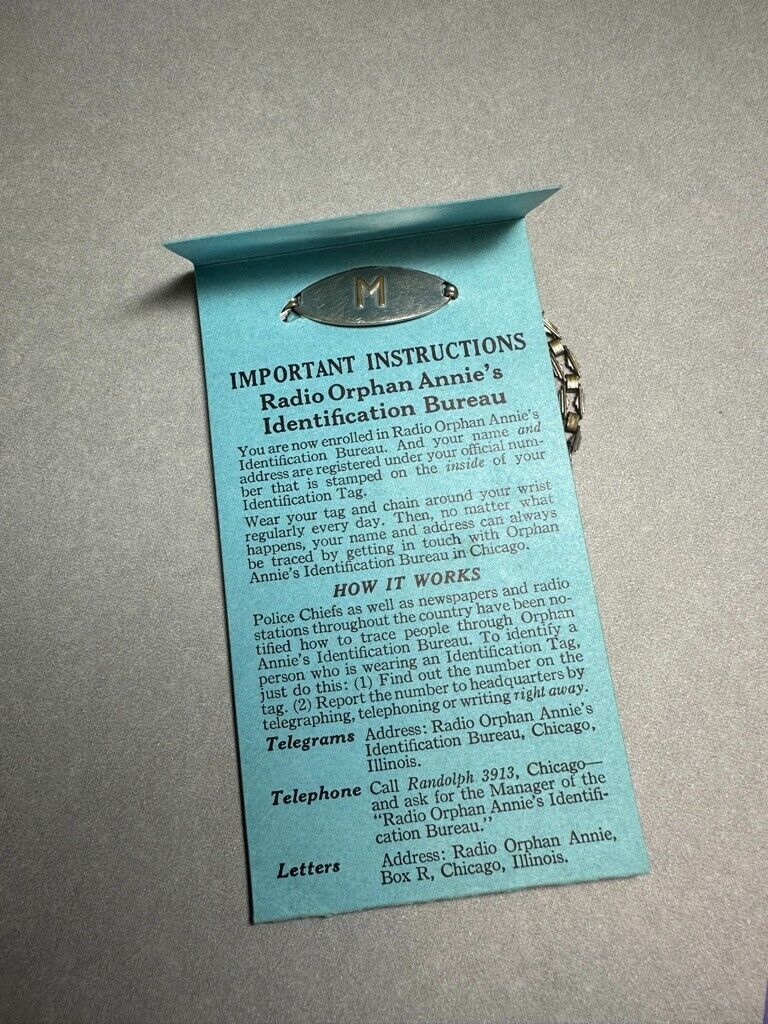 M
IMPORTANT INSTRUCTIONS
Radio Orphan Annie's
Identification Bureau
You are now enrolled in Radio Orphan Annie's
Identification Bureau. And your name and
address are registered under your official num-
ber that is stamped on the inside of your
Identification Tag.
Wear your tag and chain around your wrist
regularly every day. Then, no matter what
happens, your name and address can always
be traced by getting in touch with Orphan
Annie's Identification Bureau in Chicago.
HOW IT WORKS
Police Chiefs as well as newspapers and radio
stations throughout the country have been no-
tified how to trace people through Orphan
Annie's Identification Bureau. To identify a
person who is wearing an Identification Tag,
just do this: (1) Find out the number on the
tag. (2) Report the number to headquarters by
telegraphing, telephoning or writing right away.
Telegrams Address: Radio Orphan Annie's
Identification Bureau, Chicago,
Illinois.
Telephone Call Randolph 3913, Chicago—
and ask for the Manager of the
"Radio Orphan Annie's Identifi-
cation Bureau."
Letters Address: Radio Orphan Annie,
Box R, Chicago, Illinois.